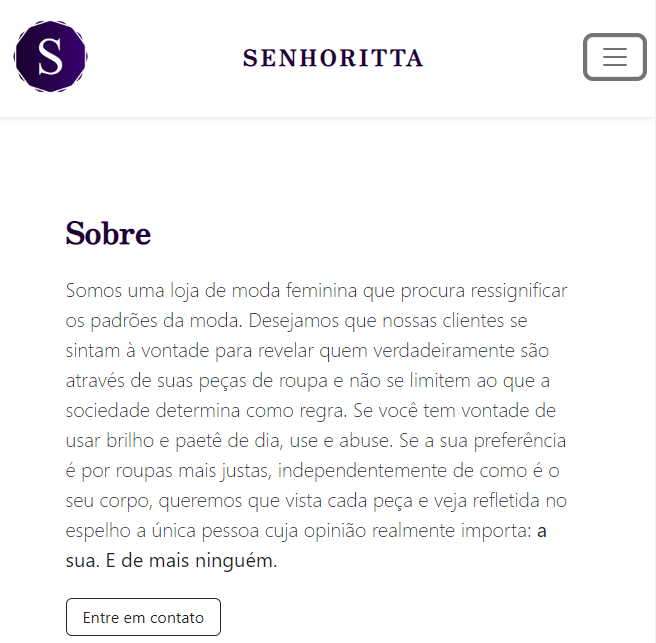 S
SENHORITTA
Sobre
Somos uma loja de moda feminina que procura ressignificar
os padrões da moda. Desejamos que nossas clientes se
sintam à vontade para revelar quem verdadeiramente são
através de suas peças de roupa e não se limitem ao que a
sociedade determina como regra. Se você tem vontade de
usar brilho e paetê de dia, use e abuse. Se a sua preferência
é por roupas mais justas, independentemente de como é o
seu corpo, queremos que vista cada peça e veja refletida no
espelho a única pessoa cuja opinião realmente importa: a
sua. E de mais ninguém.
Entre em contato